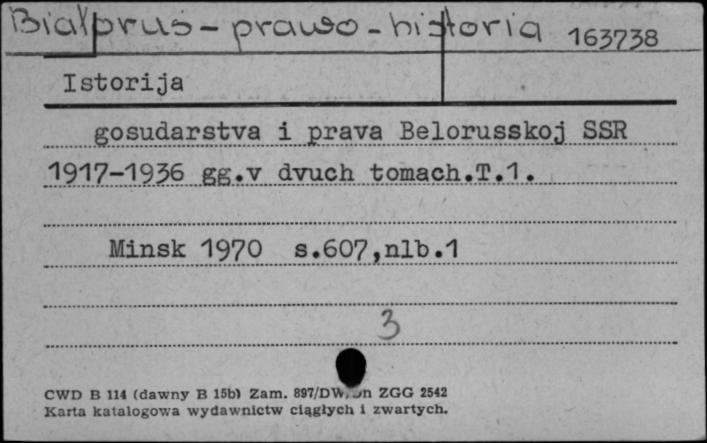 Białorus - prawo - historia 163738
Istorija
gosudarstva i prava Belorusskoj SSR
1917-1936 gg.v dvuch tomach.T.1.
Minsk 1970 s.607,nlb.1
3
CWD B 114 (dawny B 15b) Zam. 897/DW. ZGG 2542
Karta katalogowa wydawnictw ciągłych i zwartych.